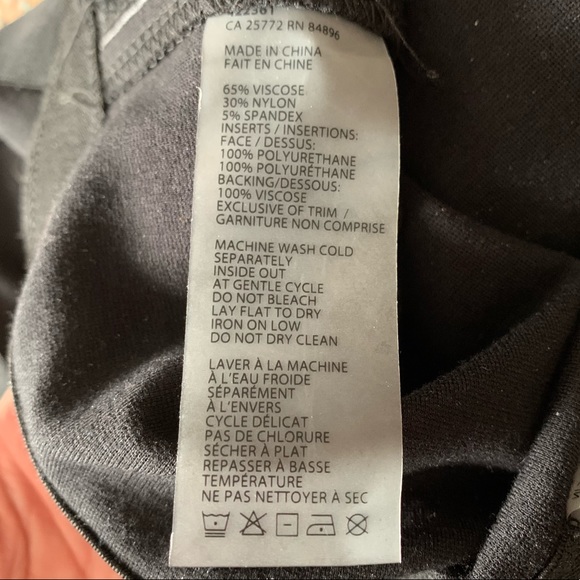 CA 25772 RN 84896
MADE IN CHINA
FAIT EN CHINE
65% VISCOSE
30% NYLON
5% SPANDEX
INSERTS / INSERTIONS:
FACE / DESSUS:
100% POLYURETHANE
100% POLYURÉTHANE
BACKING/DESSOUS:
100% VISCOSE
EXCLUSIVE OF TRIM /
GARNITURE NON COMPRISE
MACHINE WASH COLD
SEPARATELY
INSIDE OUT
AT GENTLE CYCLE
DO NOT BLEACH
LAY FLAT TO DRY
IRON ON LOW
DO NOT DRY CLEAN
LAVER À LA MACHINE
À L'EAU FROIDE
SÉPARÉMENT
À L'ENVERS
CYCLE DÉLICAT
PAS DE CHLORURE
SÉCHER À PLAT
REPASSER À BASSE
TEMPÉRATURE
NE PAS NETTOYER À SEC